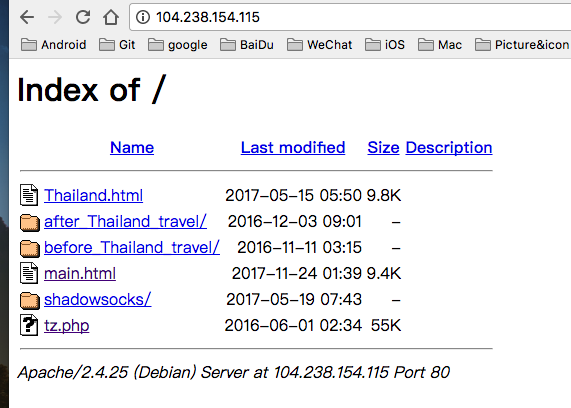 104.238.154.115
Android Git google BaiDu WeChat iOS Mac Picture&icon
Index of /
Name Last modified Size Description
Thailand.html 2017-05-15 05:50 9.8K
after_Thailand_travel/ 2016-12-03 09:01 -
before_Thailand_travel/ 2016-11-11 03:15 -
main.html 2017-11-24 01:39 9.4K
shadowsocks/ 2017-05-19 07:43 -
tz.php 2016-06-01 02:34 55K
Apache/2.4.25 (Debian) Server at 104.238.154.115 Port 80